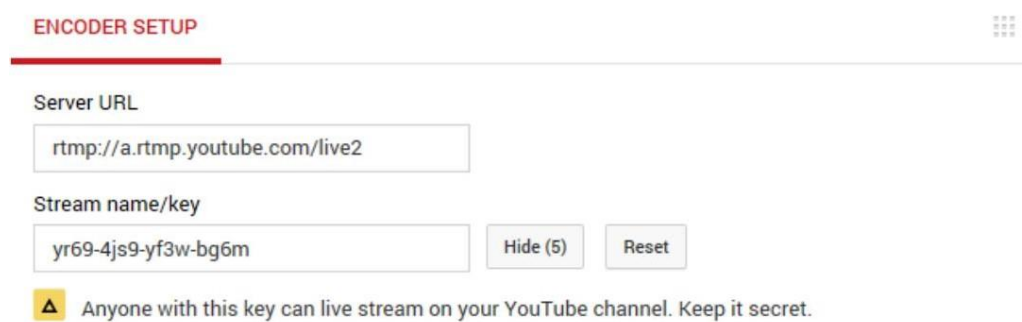 ENCODER SETUP
Server URL
rtmp://a.rtmp.youtube.com/live2
Stream name/key
yr69-4js9-yf3w-bg6m Hide (5) Reset
Anyone with this key can live stream on your YouTube channel. Keep it secret.